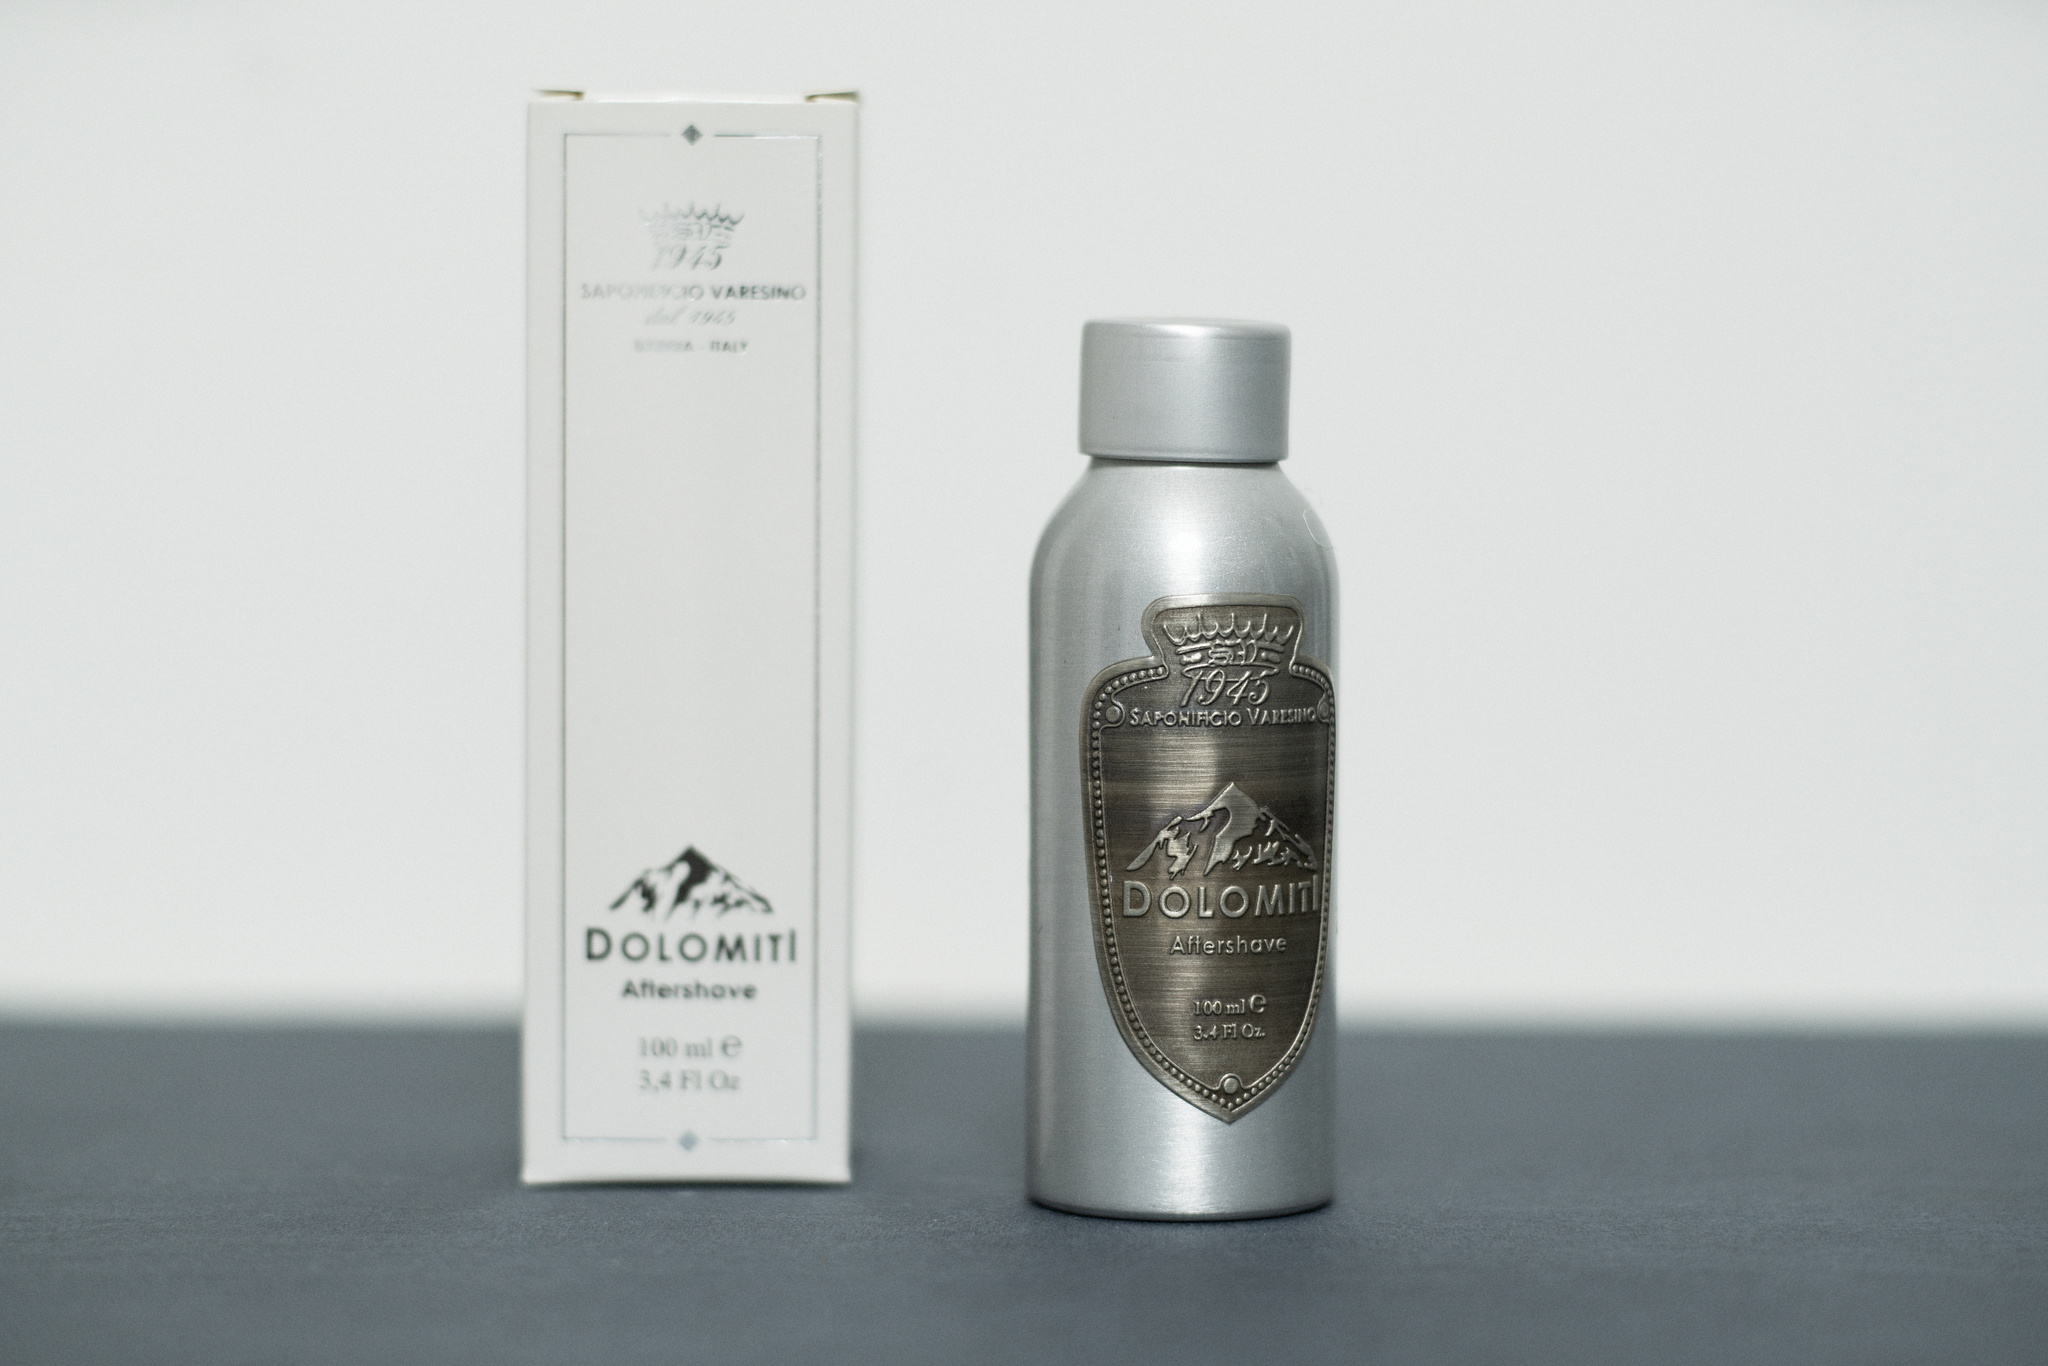 1945
SAPONIFICIO VARESINO
dal 1945
ITALY
DOLOMITI
Aftershave
100 ml e
3,4 Fl Oz
SV
1945
SAPONIFICIO VARESINO
DOLOMITI
Aftershave
100 ml e
3.4 Fl Oz.